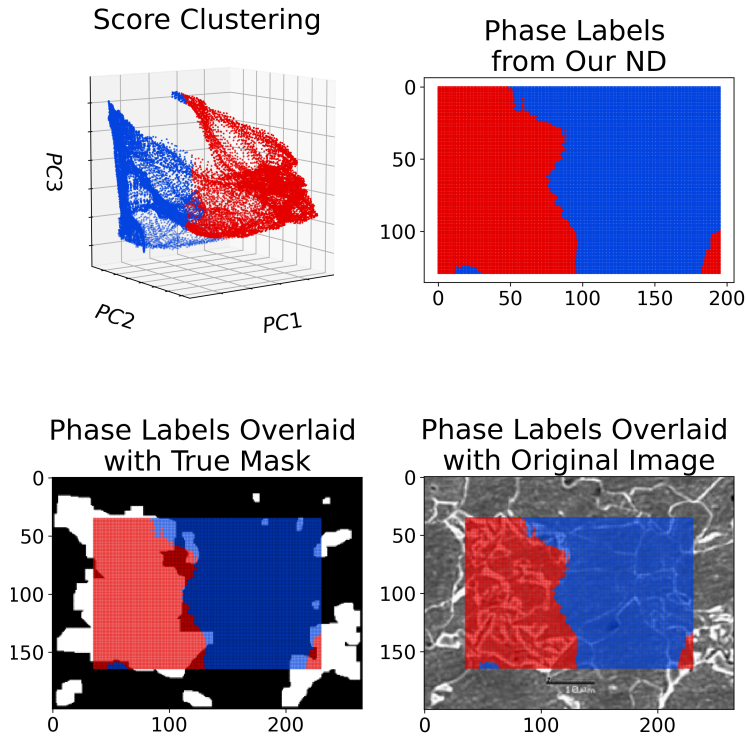 Score Clustering
PC3
PC2
PC1
Phase Labels
from Our ND
0
50
100
0
50
100
150
200
Phase Labels Overlaid
with True Mask
0
50
100
150
0
100
200
Phase Labels Overlaid
with Original Image
0
50
100
150
10µm
0
100
200